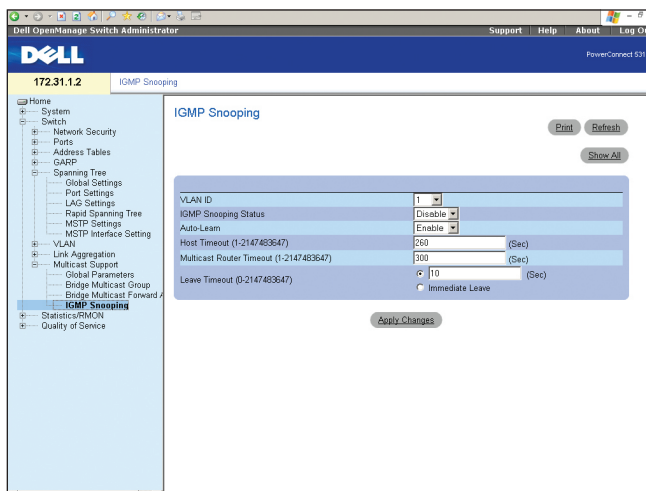 Dell OpenManage Switch Administrator
Support Help About Log Ou
DELL
PowerConnect 531
172.31.1.2
IGMP Snooping
Home
System
Switch
Network Security
Ports
Address Tables
GARP
Spanning Tree
Global Settings
Port Settings
LAG Settings
Rapid Spanning Tree
MSTP Settings
MSTP Interface Setting
VLAN
Link Aggregation
Multicast Support
Global Parameters
Bridge Multicast Group
Bridge Multicast Forward A
IGMP Snooping
Statistics/RMON
Quality of Service
IGMP Snooping
Print Refresh
Show All
VLAN ID 1
IGMP Snooping Status Disable
Auto-Learn Enable
Host Timeout (1-2147483647) 260 (Sec)
Multicast Router Timeout (1-2147483647) 300 (Sec)
Leave Timeout (0-2147483647) 10 (Sec)
Immediate Leave
Apply Changes